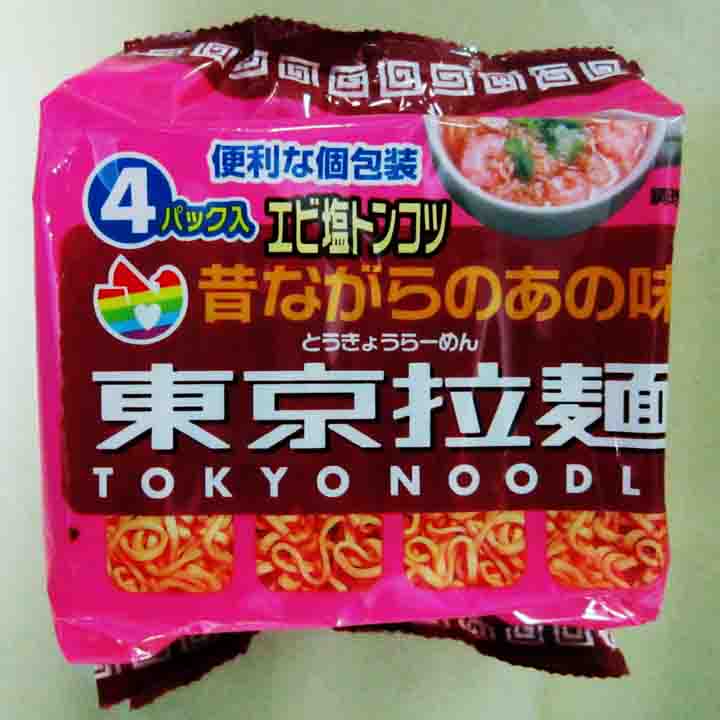 便利な個包装
4パック入
エビ塩トンコツ
昔ながらのあの味
とうきょうらーめん
東京拉麺
TOKYO NOODL